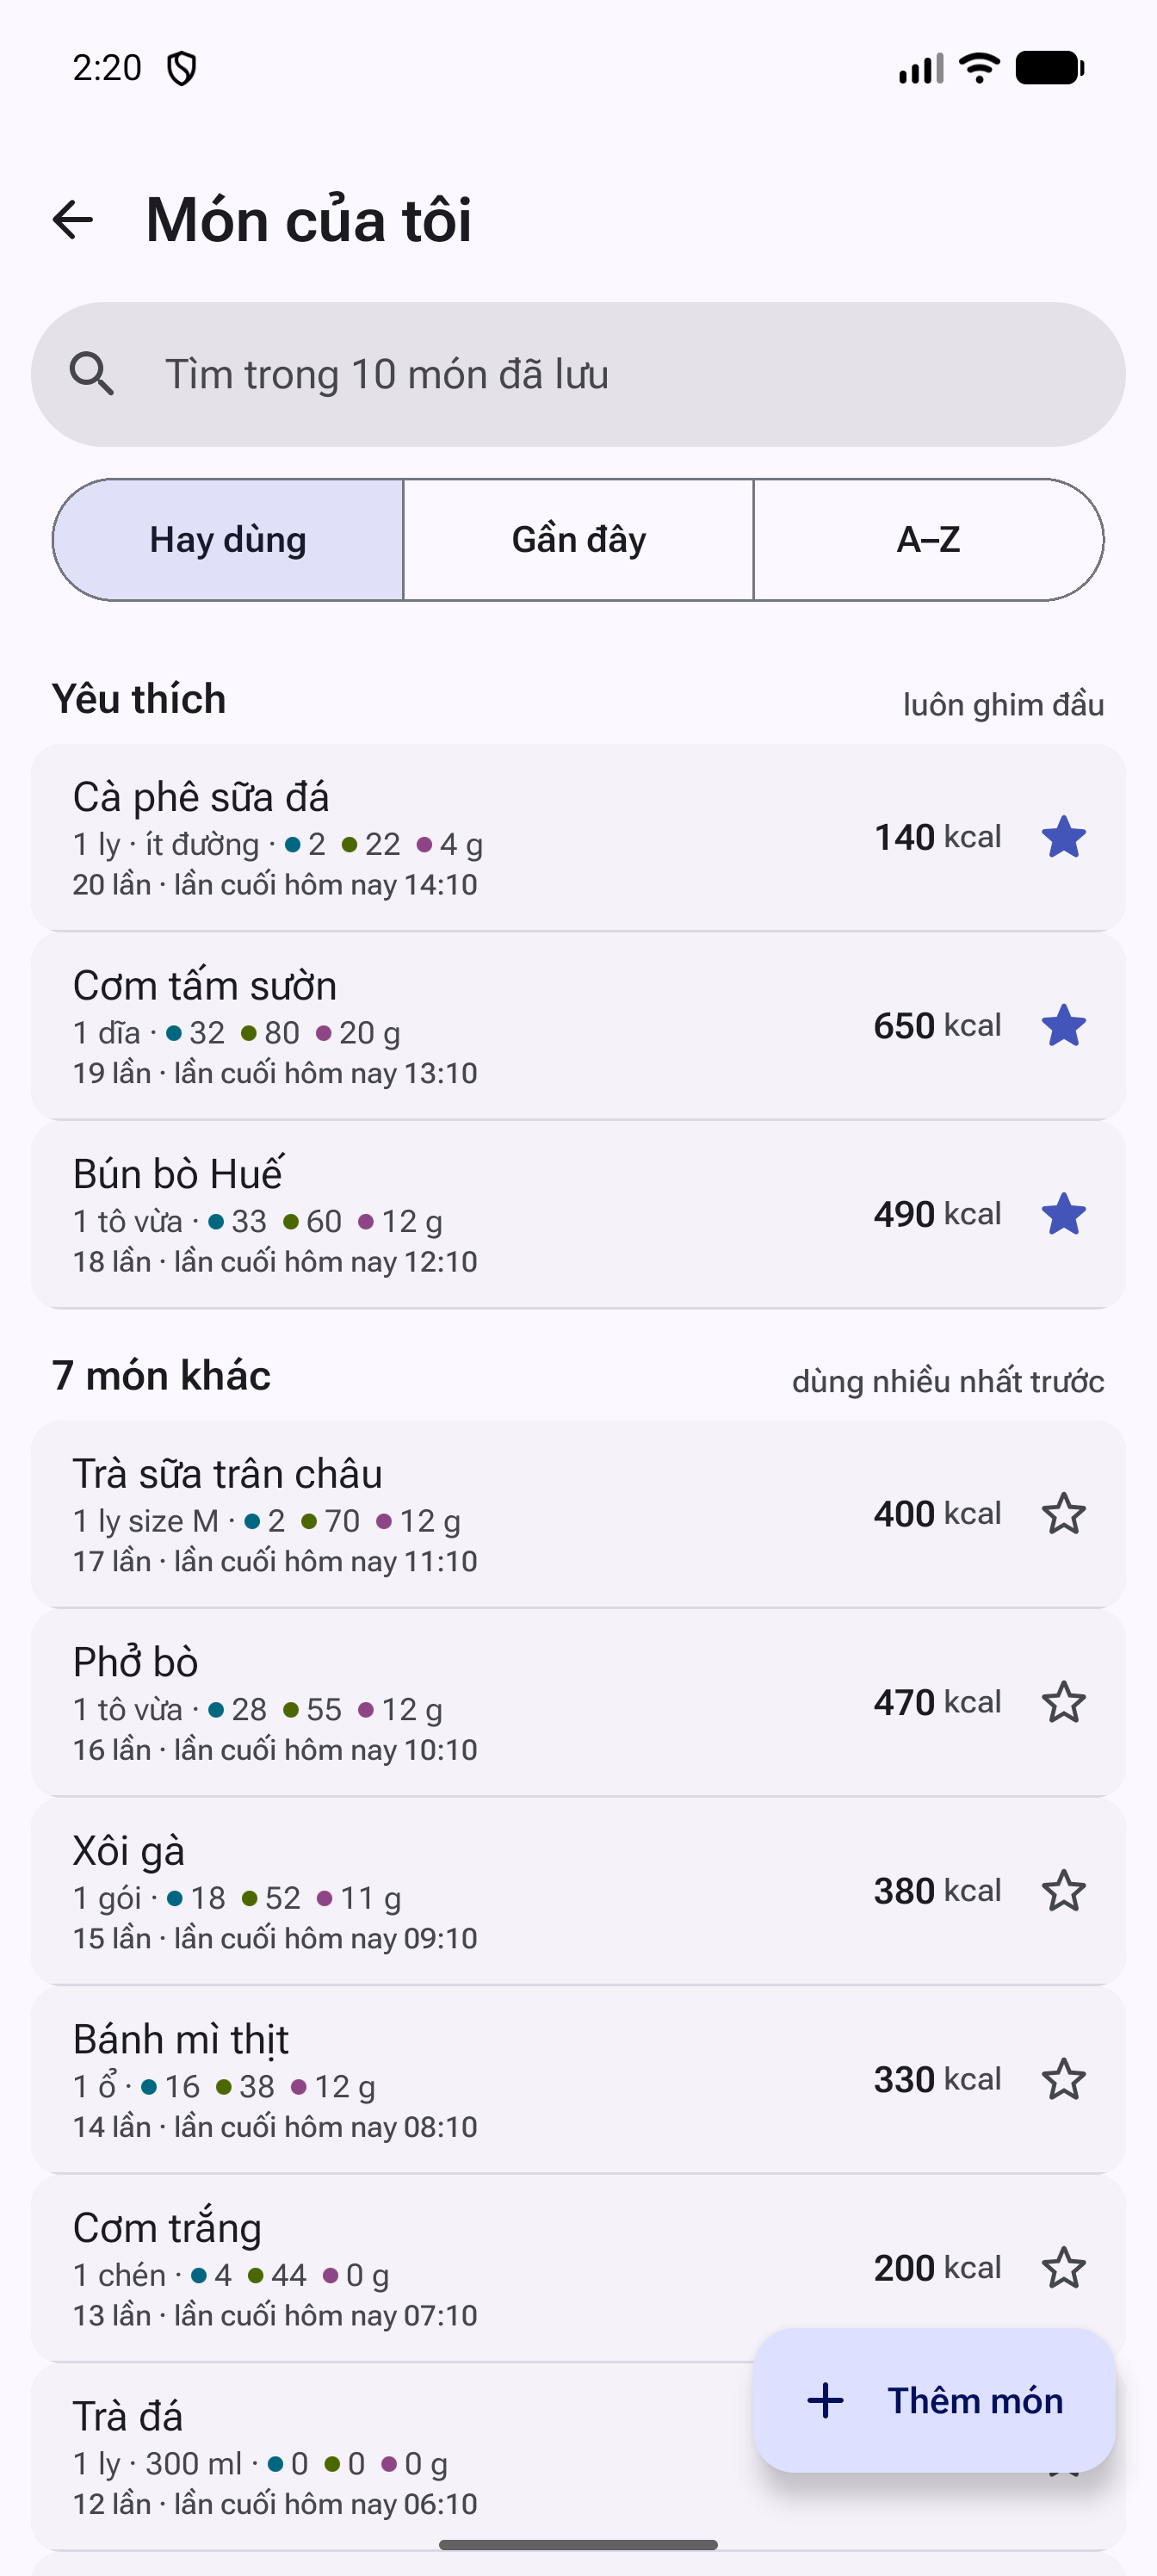 2:20
Món của tôi
Tìm trong 10 món đã lưu
Hay dùng
Gần đây
A–Z
Yêu thích
luôn ghim đầu
Cà phê sữa đá
1 ly · ít đường · 2 22 4 g
20 lần · lần cuối hôm nay 14:10
140 kcal
Cơm tấm sườn
1 dĩa · 32 80 20 g
19 lần · lần cuối hôm nay 13:10
650 kcal
Bún bò Huế
1 tô vừa · 33 60 12 g
18 lần · lần cuối hôm nay 12:10
490 kcal
7 món khác
dùng nhiều nhất trước
Trà sữa trân châu
1 ly size M · 2 70 12 g
17 lần · lần cuối hôm nay 11:10
400 kcal
Phở bò
1 tô vừa · 28 55 12 g
16 lần · lần cuối hôm nay 10:10
470 kcal
Xôi gà
1 gói · 18 52 11 g
15 lần · lần cuối hôm nay 09:10
380 kcal
Bánh mì thịt
1 ổ · 16 38 12 g
14 lần · lần cuối hôm nay 08:10
330 kcal
Cơm trắng
1 chén · 4 44 0 g
13 lần · lần cuối hôm nay 07:10
200 kcal
Trà đá
1 ly · 300 ml · 0 0 0 g
12 lần · lần cuối hôm nay 06:10
Thêm món